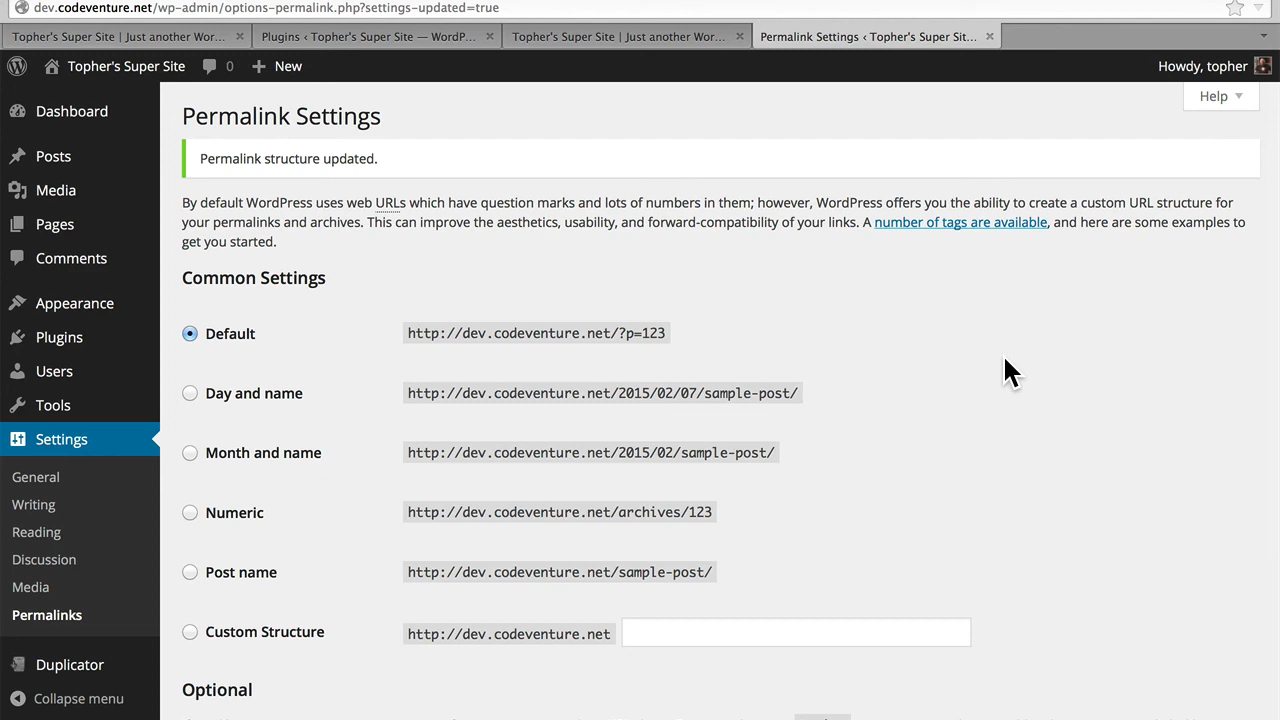 dev.codeventure.net/wp-admin/options-permalink.php?settings-updated=true
Topher's Super Site | Just another Wor...
Plugins ‹ Topher's Super Site — WordP...
Topher's Super Site | Just another Wor...
Permalink Settings ‹ Topher's Super Sit...
Topher's Super Site
0
New
Howdy, topher
Help
Dashboard
Posts
Media
Pages
Comments
Appearance
Plugins
Users
Tools
Settings
General
Writing
Reading
Discussion
Media
Permalinks
Duplicator
Collapse menu
Permalink Settings
Permalink structure updated.
By default WordPress uses web URLs which have question marks and lots of numbers in them; however, WordPress offers you the ability to create a custom URL structure for
your permalinks and archives. This can improve the aesthetics, usability, and forward-compatibility of your links. A number of tags are available, and here are some examples to
get you started.
Common Settings
Default http://dev.codeventure.net/?p=123
Day and name http://dev.codeventure.net/2015/02/07/sample-post/
Month and name http://dev.codeventure.net/2015/02/sample-post/
Numeric http://dev.codeventure.net/archives/123
Post name http://dev.codeventure.net/sample-post/
Custom Structure http://dev.codeventure.net
Optional